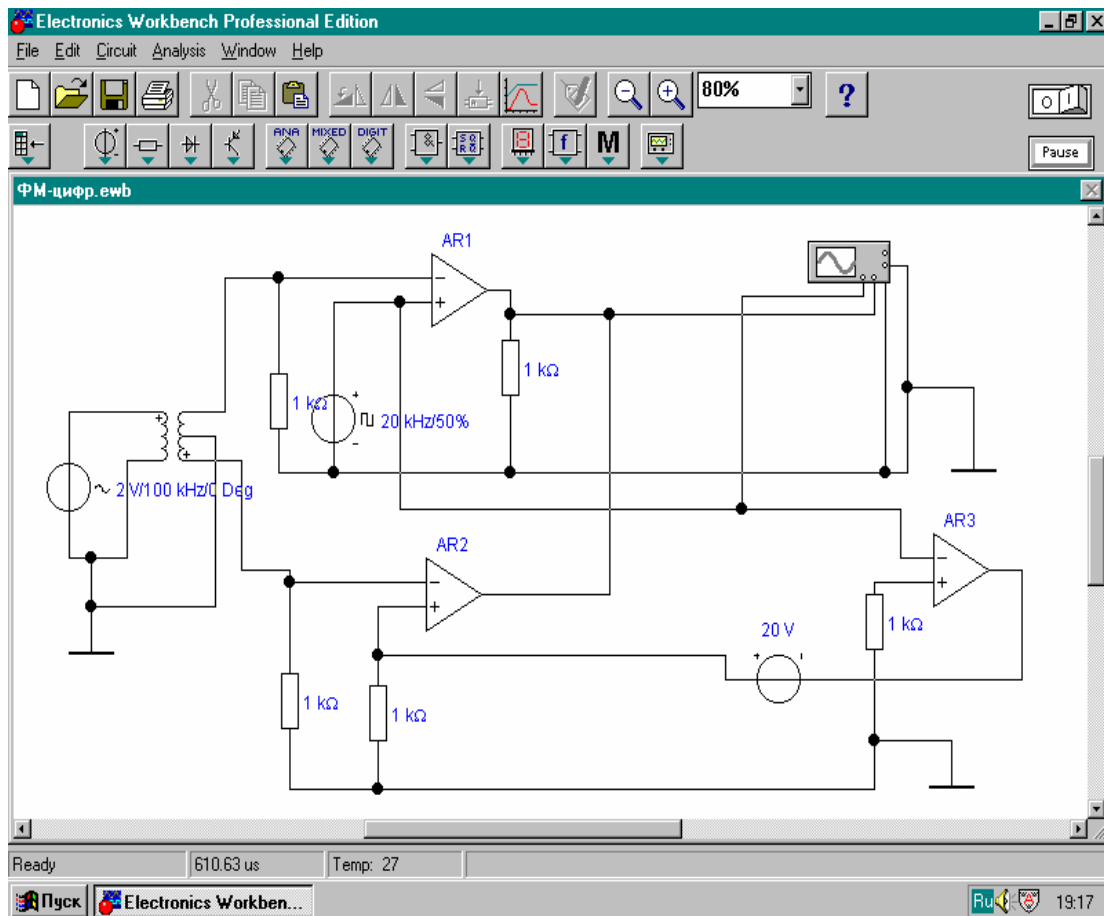 Electronics Workbench Professional Edition
File Edit Circuit Analysis Window Help
80% ?
O I
ANA MIXED DIGIT & S Q R Q f M
Pause
ФМ-цифр.ewb
AR1
1 kΩ
1 kΩ 20 kHz/50%
2 V/100 kHz/0 Deg
AR3
AR2
20 V
1 kΩ
1 kΩ
1 kΩ
Ready 610.63 us Temp: 27
Пуск Electronics Workben... Ru 19:17